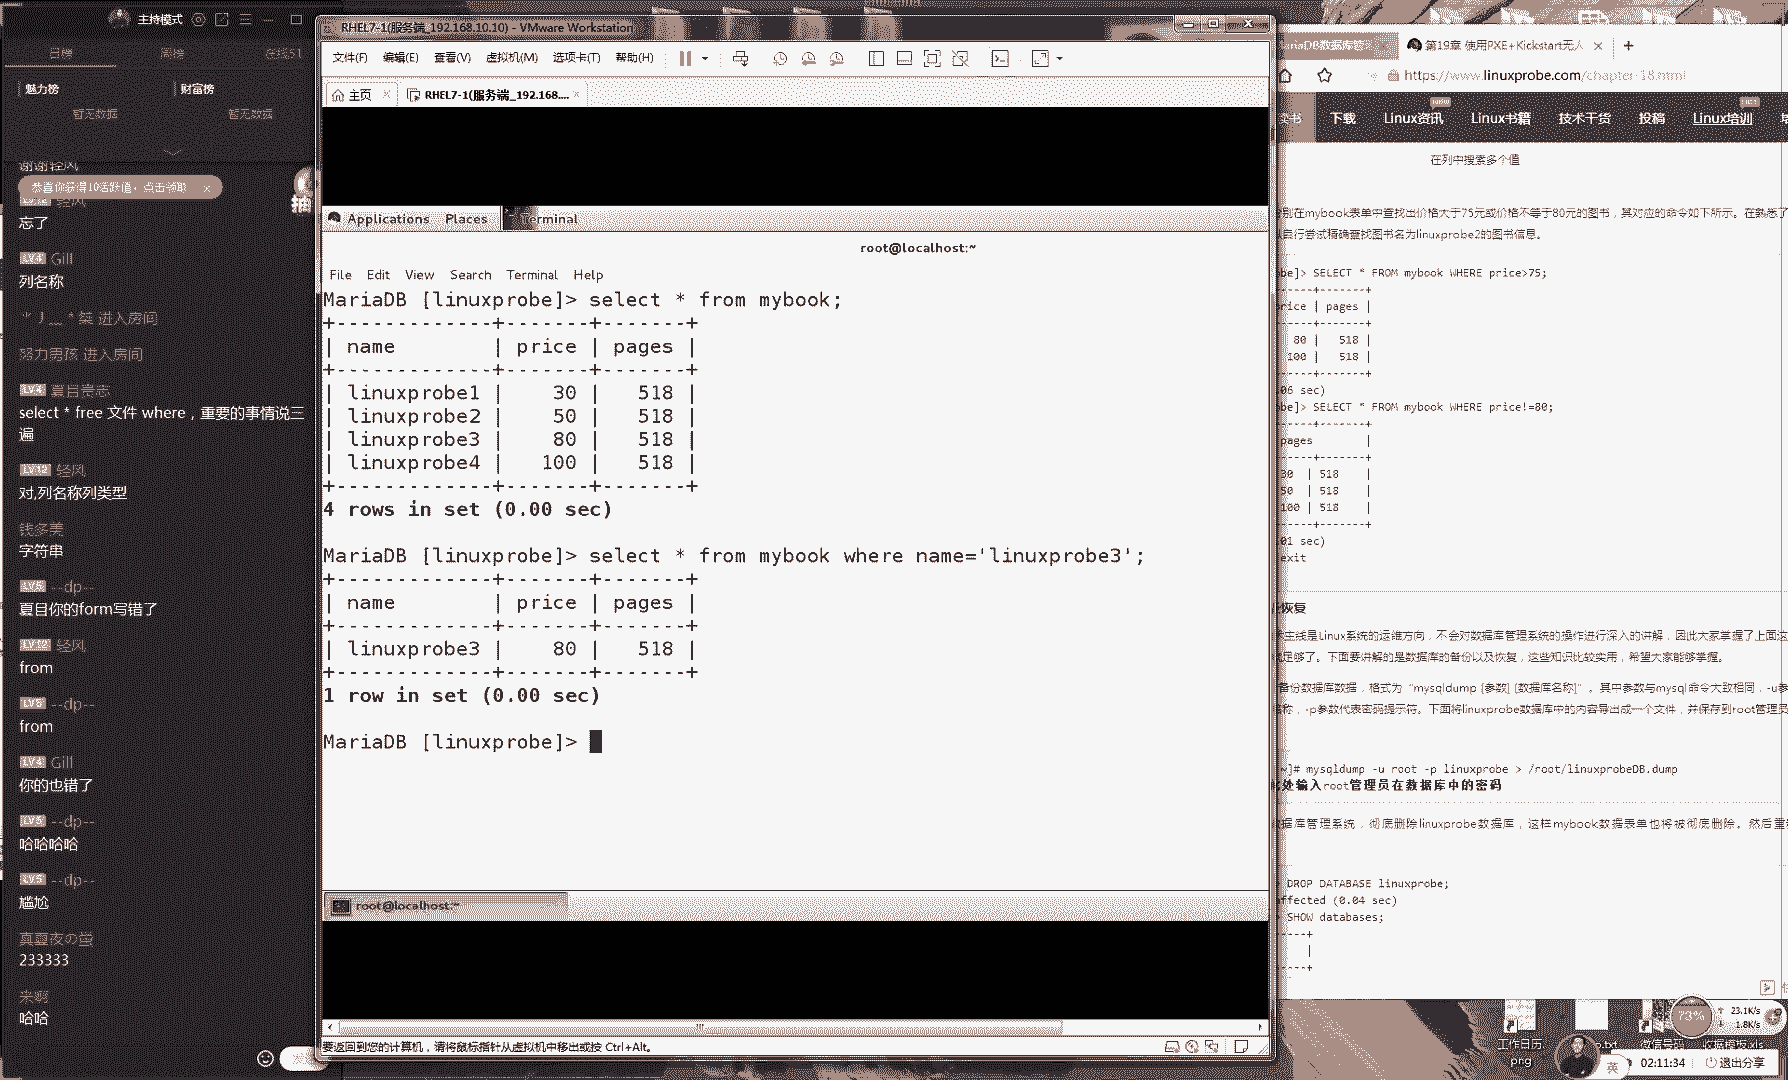 主持模式
日榜 周榜 在线51
魅力榜 财富榜
暂无数据 暂无数据
谢谢轻风
恭喜你获得10活跃值，点击领取 ×
忘了
LV.4 Gill
列名称
努力男孩 进入房间
LV.4 夏目贵志
select * free 文件 where，重要的事情说三
遍
LV.12 轻风
对,列名称列类型
钱多美
字符串
LV.5 --dp--
夏目你的form写错了
LV.12 轻风
from
LV.5 --dp--
from
LV.4 Gill
你的也错了
LV.5 --dp--
哈哈哈哈
LV.5 --dp--
尴尬
真夏夜の萤
233333
来啊
哈哈
RHEL7-1(服务端_192.168.10.10) - VMware Workstation
文件(F) 编辑(E) 查看(V) 虚拟机(M) 选项卡(T) 帮助(H)
主页 × RHEL7-1(服务端_192.168.... ×
Applications Places Terminal
root@localhost:~
File Edit View Search Terminal Help
MariaDB [linuxprobe]> select * from mybook;
+-------------+-------+-------+
| name        | price | pages |
+-------------+-------+-------+
| linuxprobe1 |    30 |   518 |
| linuxprobe2 |    50 |   518 |
| linuxprobe3 |    80 |   518 |
| linuxprobe4 |   100 |   518 |
+-------------+-------+-------+
4 rows in set (0.00 sec)
MariaDB [linuxprobe]> select * from mybook where name='linuxprobe3';
+-------------+-------+-------+
| name        | price | pages |
+-------------+-------+-------+
| linuxprobe3 |    80 |   518 |
+-------------+-------+-------+
1 row in set (0.00 sec)
MariaDB [linuxprobe]>
root@localhost:~
要返回到您的计算机，请将鼠标指针从虚拟机中移出或按 Ctrl+Alt。
iaDB数据库管理 第19章 使用PXE+Kickstart无人 × +
https://www.linuxprobe.com/chapter-18.html
下载 Linux资讯 Linux书籍 技术干货 投稿 Linux培训
在列中搜索多个值
别在mybook表单中查找出价格大于75元或价格不等于80元的图书，其对应的命令如下所示。在熟悉了
自行尝试精确查找图书名为linuxprobe2的图书信息。
be]> SELECT * FROM mybook WHERE price>75;
-----+-------+
rice | pages |
-----+-------+
80 | 518 |
100 | 518 |
-----+-------+
06 sec)
be]> SELECT * FROM mybook WHERE price!=80;
pages |
30 | 518 |
50 | 518 |
100 | 518 |
01 sec)
exit
恢复
主线是Linux系统的运维方向，不会对数据库管理系统的操作进行深入的讲解，因此大家掌握了上面这
足够了。下面要讲解的是数据库的备份以及恢复，这些知识比较实用，希望大家能够掌握。
备份数据库数据，格式为“mysqldump [参数] [数据库名称]”。其中参数与mysql命令大致相同，-u参
称，-p参数代表密码提示符。下面将linuxprobe数据库中的内容导出成一个文件，并保存到root管理员
~]# mysqldump -u root -p linuxprobe > /root/linuxprobeDB.dump
此处输入root管理员在数据库中的密码
据库管理系统，彻底删除linuxprobe数据库，这样mybook数据表单也将被彻底删除。然后重
DROP DATABASE linuxprobe;
affected (0.04 sec)
SHOW databases;
-----+
|
-----+
73%
23.1K/s
1.8K/s
工作日历.
png
收据模板.xls
英
02:11:34
退出分享